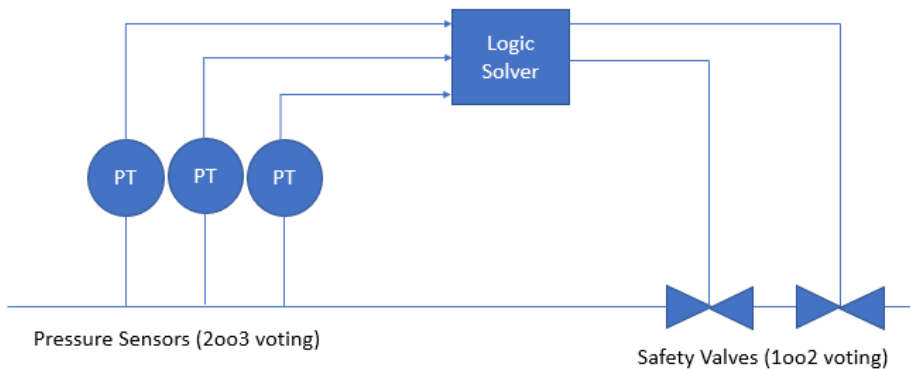 Logic
Solver
PT
PT
PT
Pressure Sensors (2oo3 voting)
Safety Valves (1oo2 voting)